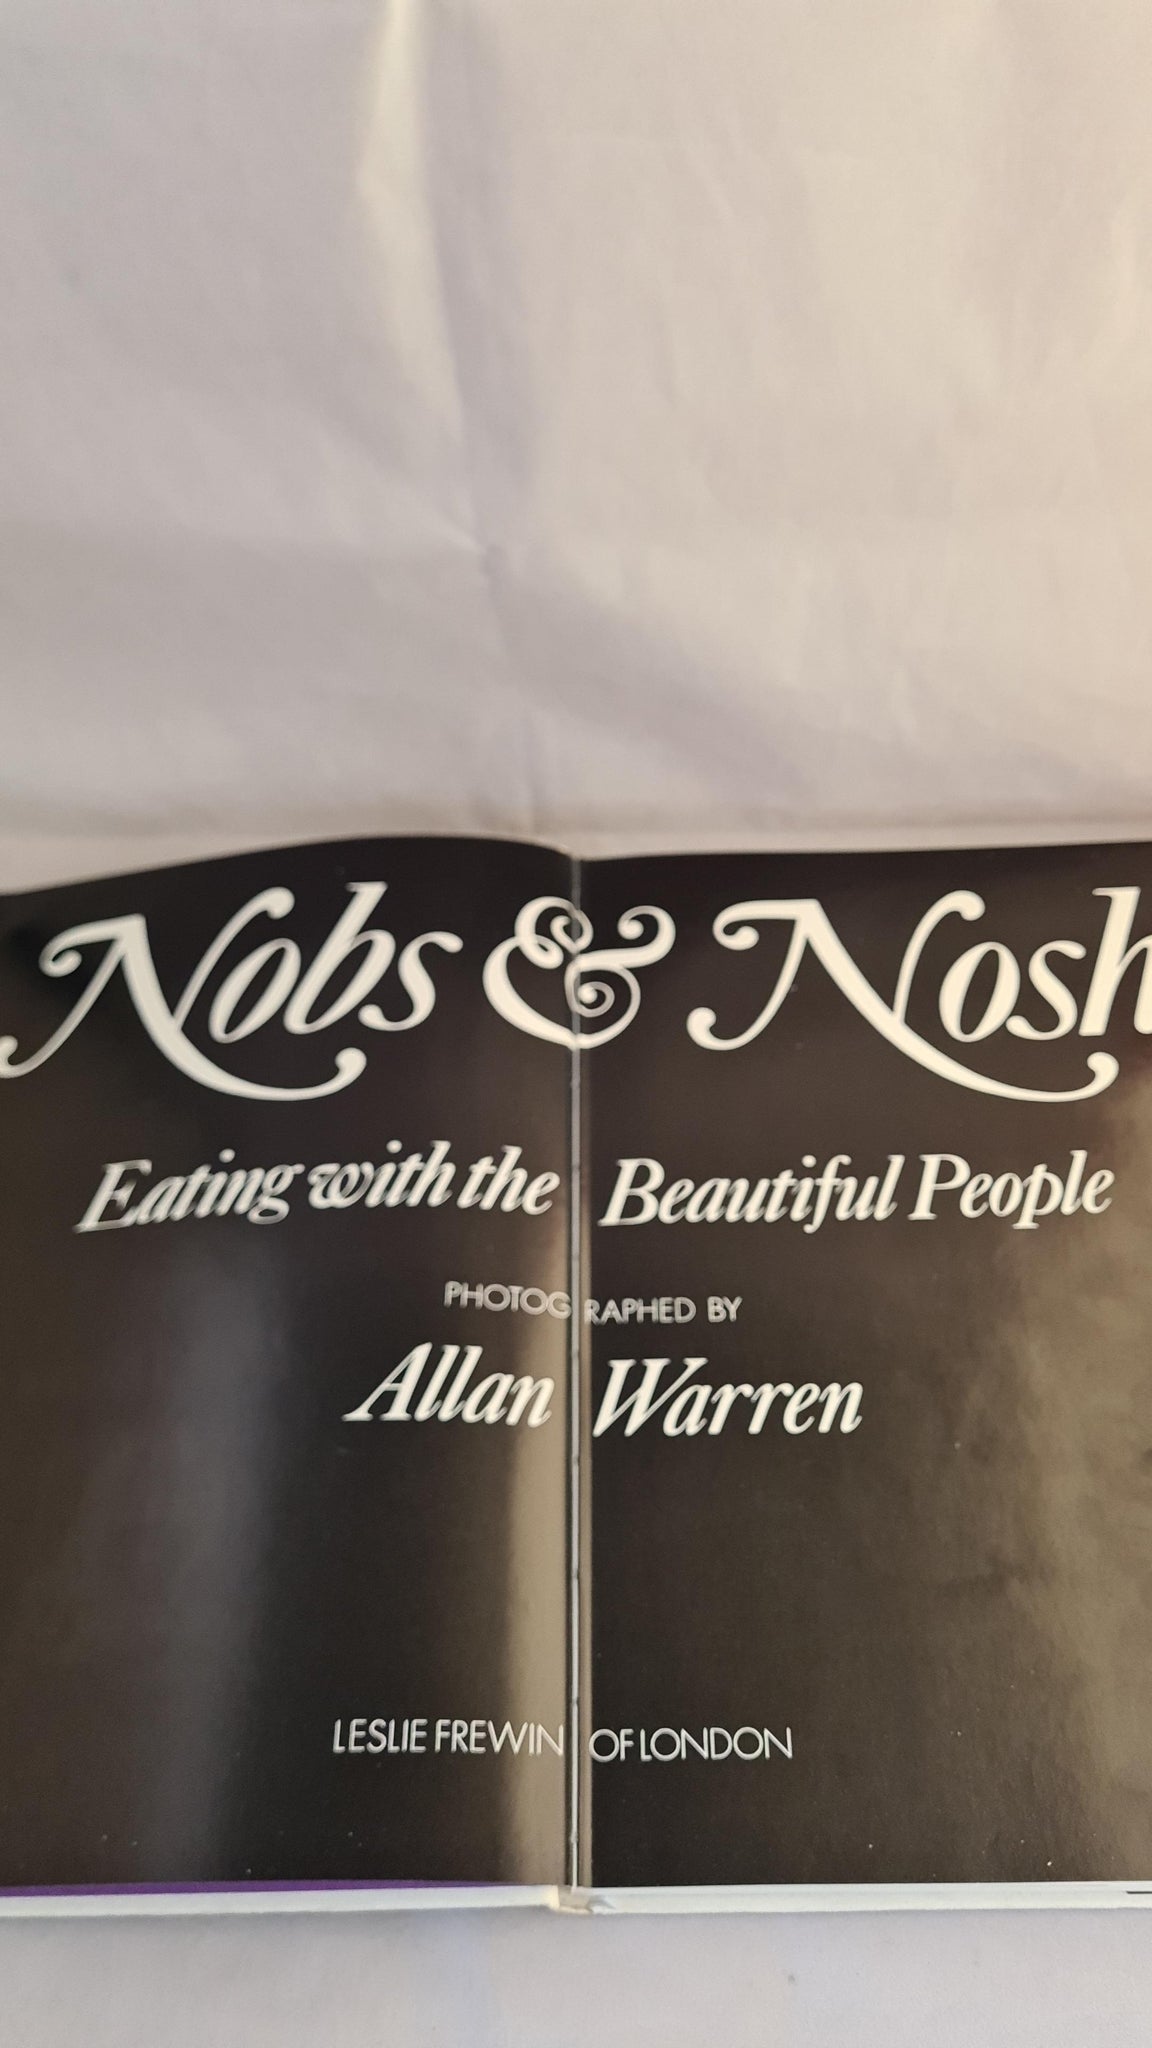 Nobs & Nosh
Eating with the Beautiful People
PHOTOGRAPHED BY
Allan Warren
LESLIE FREWIN OF LONDON